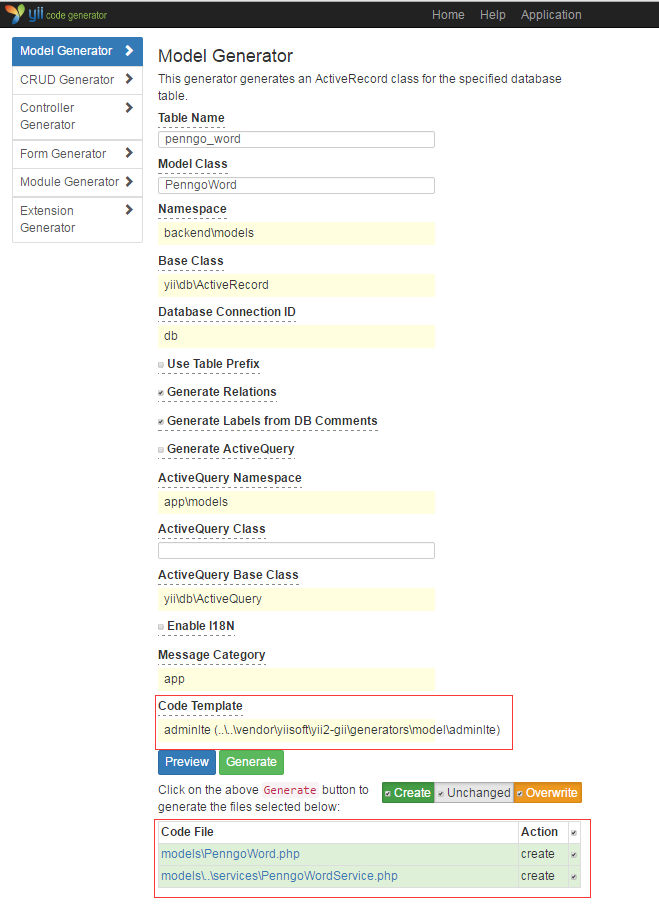 yii code generator
Home Help Application
Model Generator
CRUD Generator
Controller
Generator
Form Generator
Module Generator
Extension
Generator
Model Generator
This generator generates an ActiveRecord class for the specified database
table.
Table Name
penngo_word
Model Class
PenngoWord
Namespace
backend\models
Base Class
yii\db\ActiveRecord
Database Connection ID
db
Use Table Prefix
Generate Relations
Generate Labels from DB Comments
Generate ActiveQuery
ActiveQuery Namespace
app\models
ActiveQuery Class
ActiveQuery Base Class
yii\db\ActiveQuery
Enable I18N
Message Category
app
Code Template
adminlte (..\..\vendor\yiisoft\yii2-gii\generators\model\adminlte)
Preview Generate
Click on the above Generate button to
generate the files selected below:
Create Unchanged Overwrite
Code File Action
models\PenngoWord.php create
models\..\services\PenngoWordService.php create